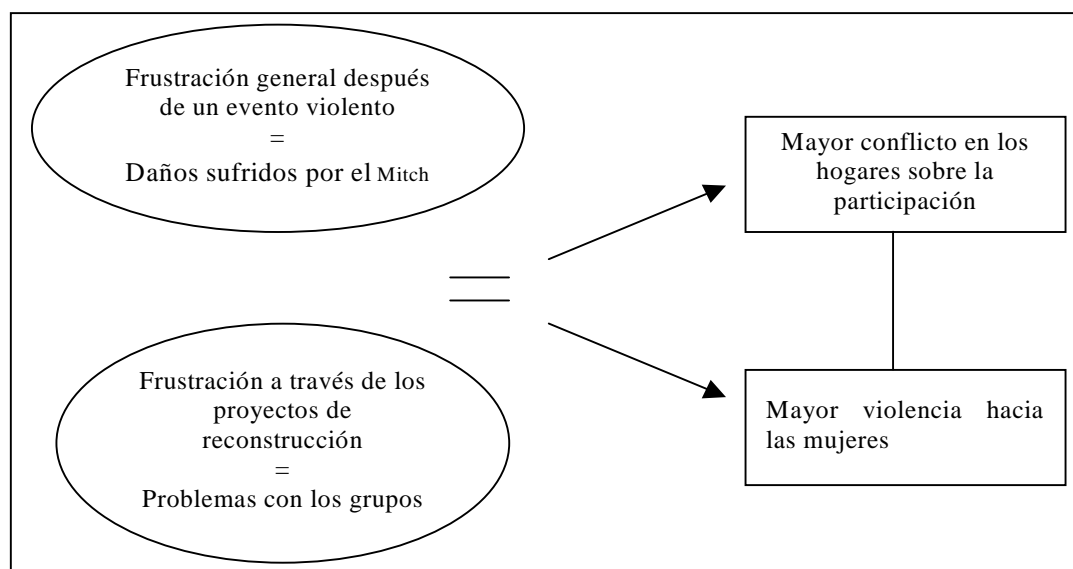 Frustración general después
de un evento violento
=
Daños sufridos por el Mitch
Frustración a través de los
proyectos de
reconstrucción
=
Problemas con los grupos
Mayor conflicto en los
hogares sobre la
participación
Mayor violencia hacia
las mujeres